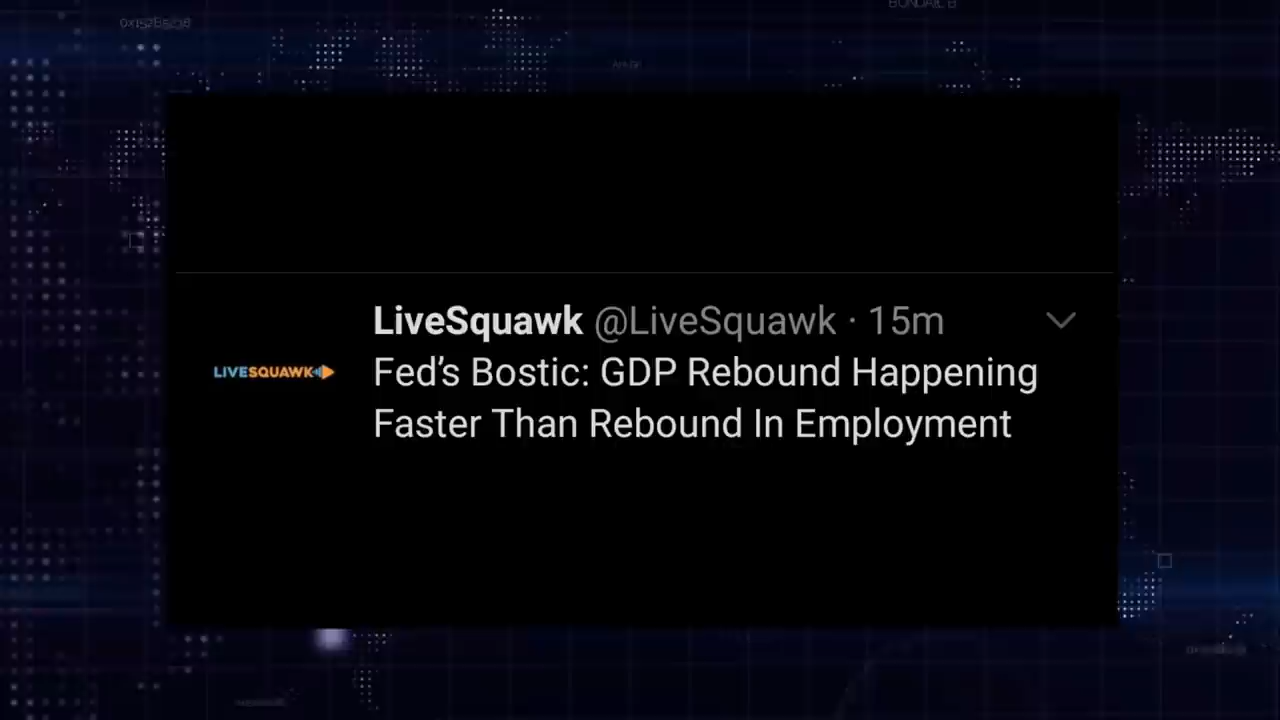 LiveSquawk @LiveSquawk · 15m
LIVESQUAWK
Fed's Bostic: GDP Rebound Happening
Faster Than Rebound In Employment